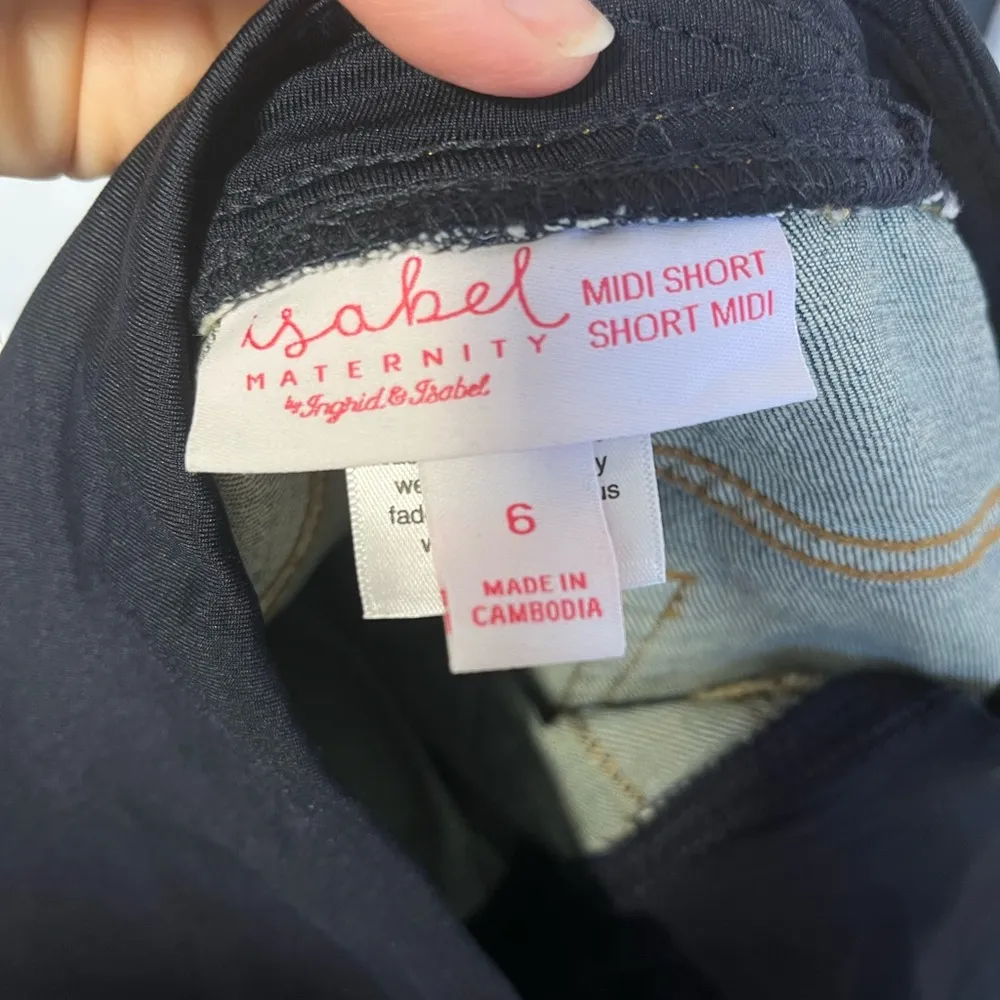 isabel
MATERNITY
by Ingrid & Isabel
MIDI SHORT
SHORT MIDI
6
MADE IN
CAMBODIA